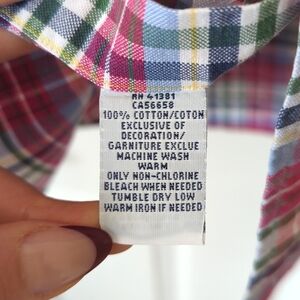 RN 41381
CA56658
100% COTTON/COTON
EXCLUSIVE OF
DECORATION/
GARNITURE EXCLUE
MACHINE WASH
WARM
ONLY NON-CHLORINE
BLEACH WHEN NEEDED
TUMBLE DRY LOW
WARM IRON IF NEEDED